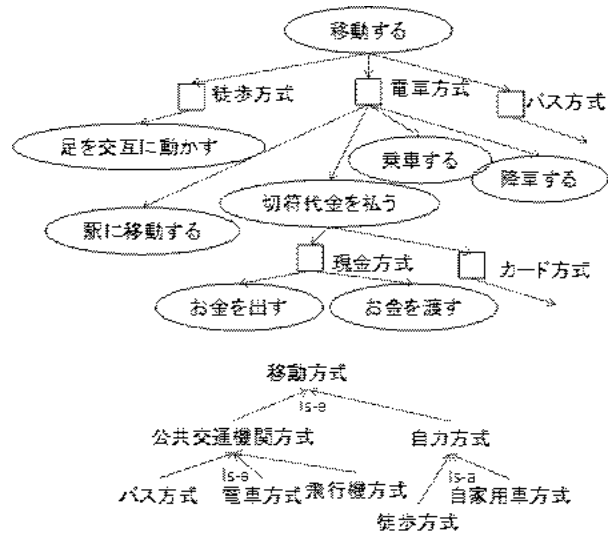 移動する
徒歩方式
電車方式
バス方式
足を交互に動かす
乗車する
降車する
切符代金を払う
駅に移動する
現金方式
カード方式
お金を出す
お金を渡す
移動方式
is-a
公共交通機関方式
自力方式
is-a
is-a
バス方式
電車方式
飛行機方式
自家用車方式
徒歩方式